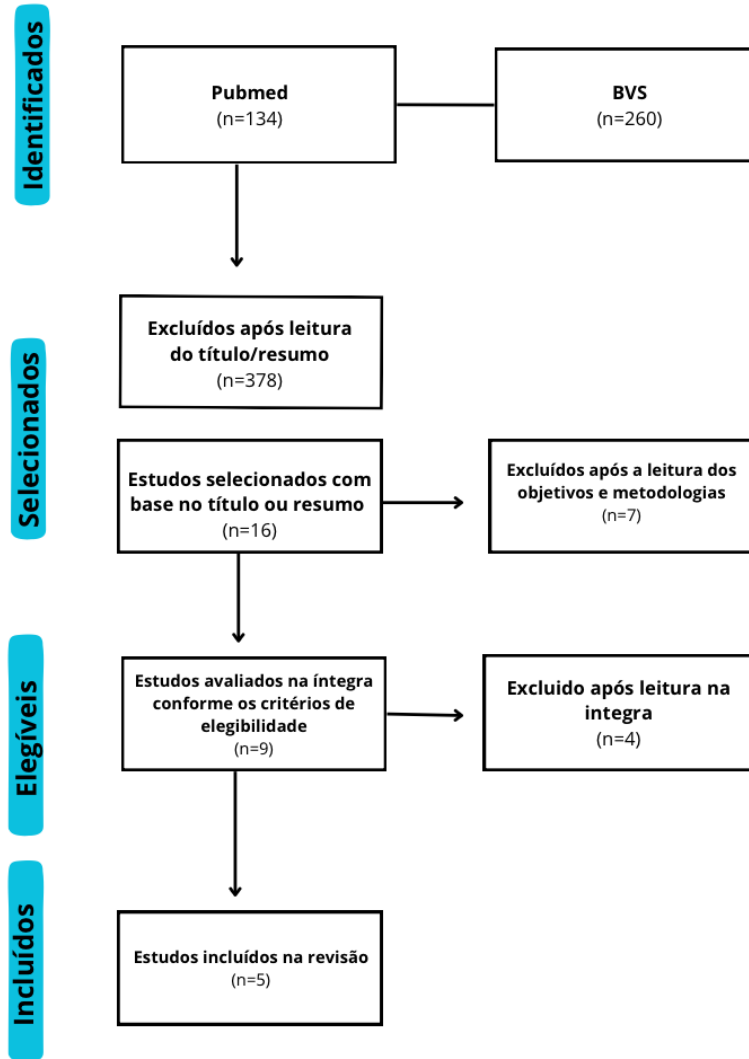 Identificados
Pubmed
(n=134)
BVS
(n=260)
Selecionados
Excluídos após leitura
do título/resumo
(n=378)
Estudos selecionados com
base no título ou resumo
(n=16)
Excluídos após a leitura dos
objetivos e metodologias
(n=7)
Elegíveis
Estudos avaliados na íntegra
conforme os critérios de
elegibilidade
(n=9)
Excluido após leitura na
integra
(n=4)
Incluídos
Estudos incluídos na revisão
(n=5)